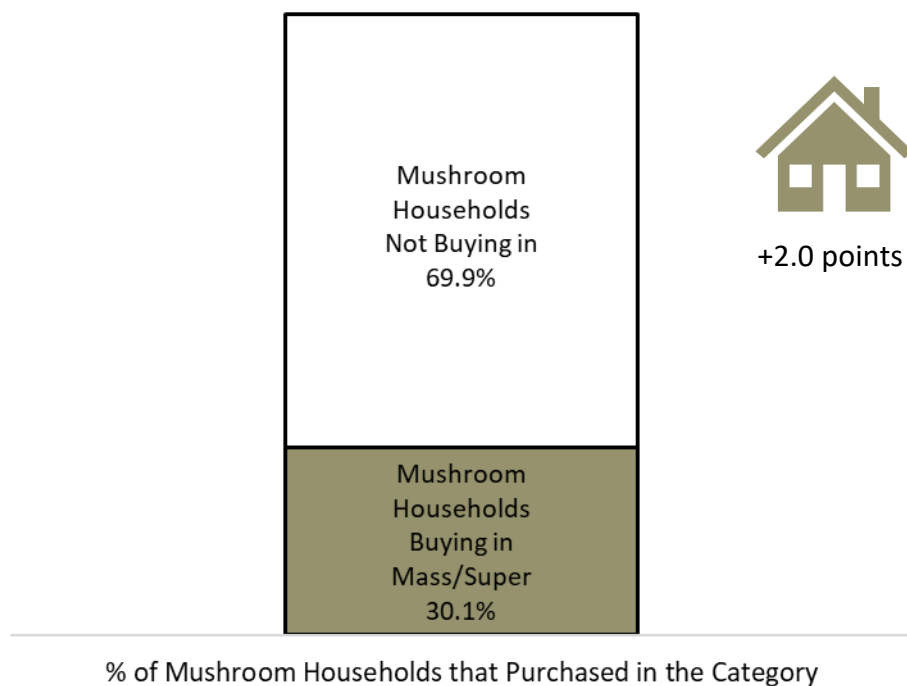 Mushroom
Households
Not Buying in
69.9%
+2.0 points
Mushroom
Households
Buying in
Mass/Super
30.1%
% of Mushroom Households that Purchased in the Category